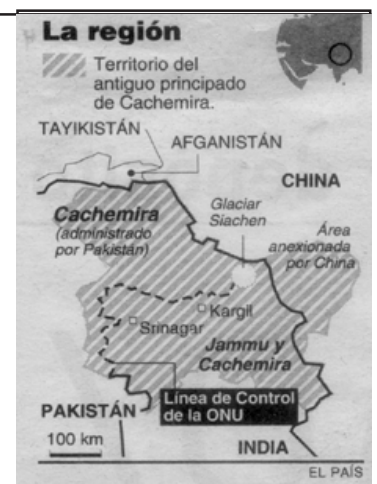 La región
Territorio del
antiguo principado
de Cachemira.
TAYIKISTÁN
AFGANISTÁN
CHINA
Glaciar
Siachen
Cachemira
(administrado
por Pakistán)
Área
anexionada
por China
Kargil
Srinagar
Jammu y
Cachemira
Línea de Control
de la ONU
PAKISTÁN
100 km
INDIA
EL PAÍS